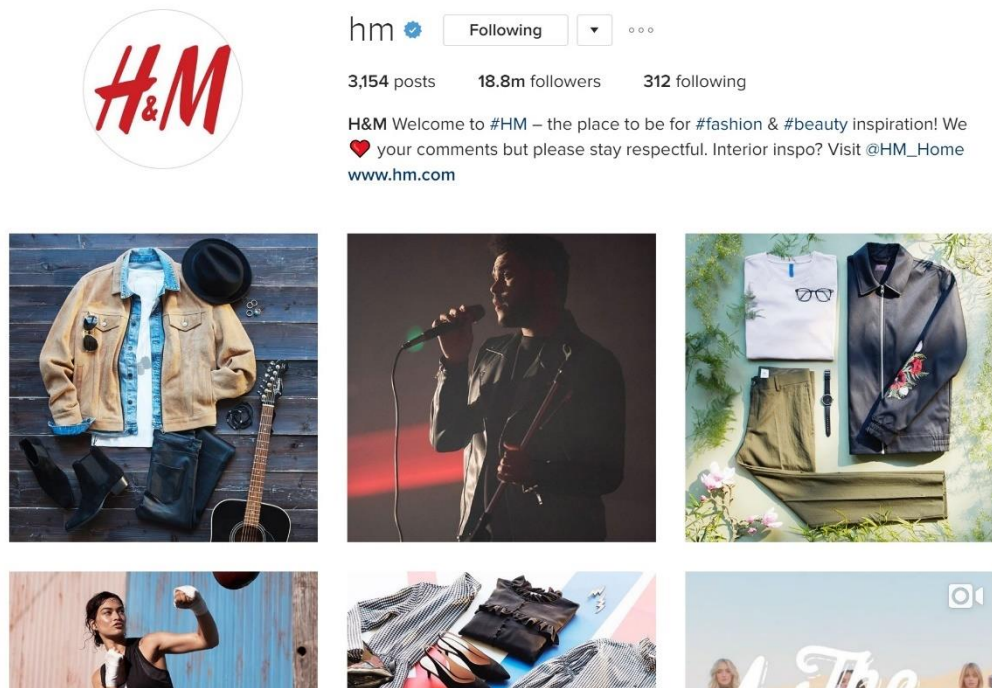 H&M
hm Following
3,154 posts 18.8m followers 312 following
H&M Welcome to #HM – the place to be for #fashion & #beauty inspiration! We
❤️ your comments but please stay respectful. Interior inspo? Visit @HM_Home
www.hm.com
The